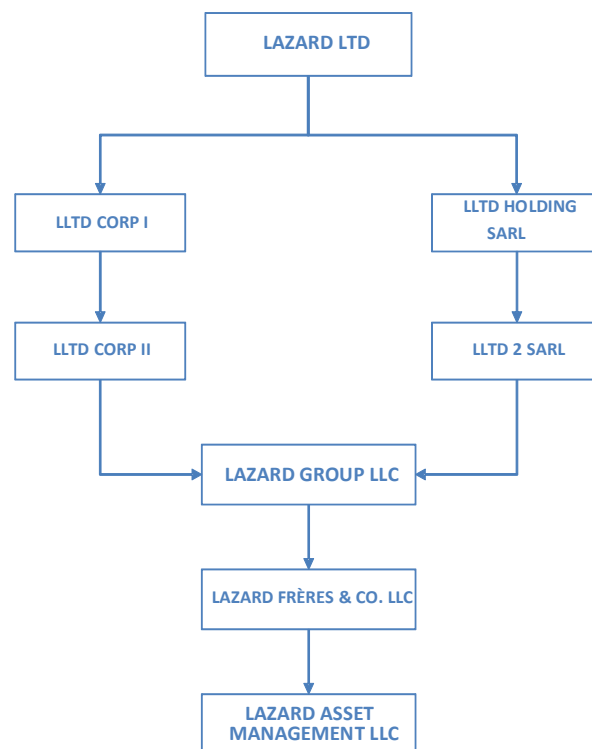 LAZARD LTD
LLTD CORP I
LLTD HOLDING
SARL
LLTD CORP II
LLTD 2 SARL
LAZARD GROUP LLC
LAZARD FRÈRES & CO. LLC
LAZARD ASSET
MANAGEMENT LLC